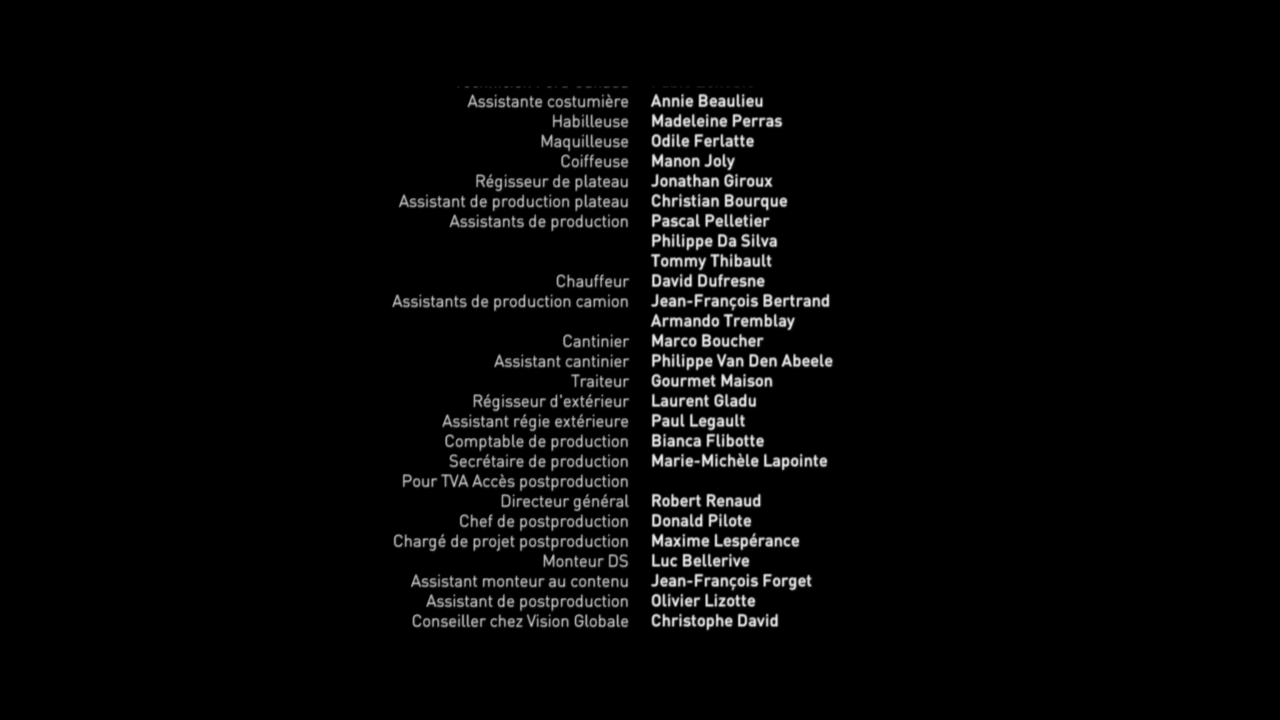 Assistante costumière Annie Beaulieu
Habilleuse Madeleine Perras
Maquilleuse Odile Ferlatte
Coiffeuse Manon Joly
Régisseur de plateau Jonathan Giroux
Assistant de production plateau Christian Bourque
Assistants de production Pascal Pelletier
Philippe Da Silva
Tommy Thibault
Chauffeur David Dufresne
Assistants de production camion Jean-François Bertrand
Armando Tremblay
Cantinier Marco Boucher
Assistant cantinier Philippe Van Den Abeele
Traiteur Gourmet Maison
Régisseur d'extérieur Laurent Gladu
Assistant régie extérieure Paul Legault
Comptable de production Bianca Flibotte
Secrétaire de production Marie-Michèle Lapointe
Pour TVA Accès postproduction
Directeur général Robert Renaud
Chef de postproduction Donald Pilote
Chargé de projet postproduction Maxime Lespérance
Monteur DS Luc Bellerive
Assistant monteur au contenu Jean-François Forget
Assistant de postproduction Olivier Lizotte
Conseiller chez Vision Globale Christophe David